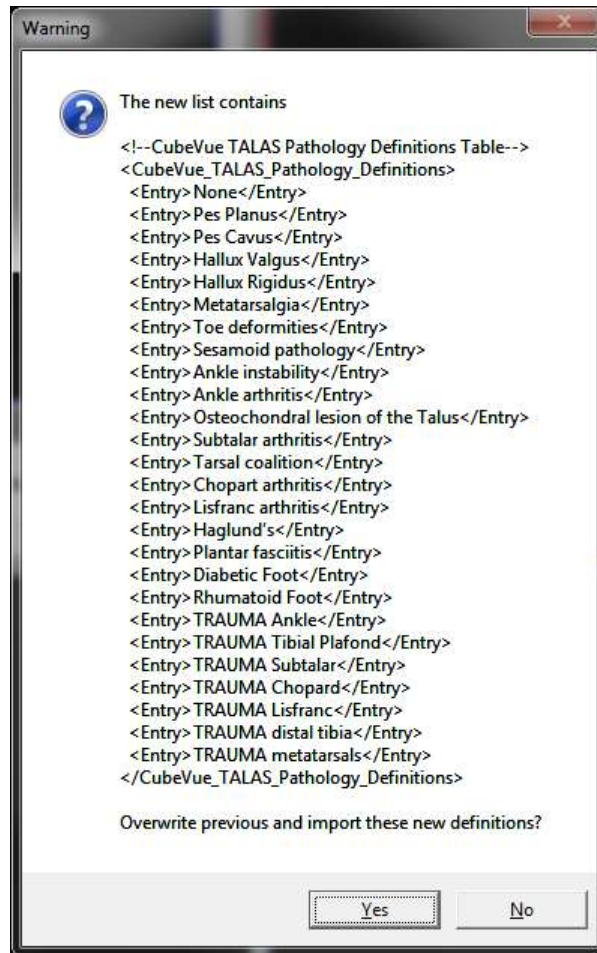 Warning
The new list contains
<!--CubeVue TALAS Pathology Definitions Table-->
<CubeVue_TALAS_Pathology_Definitions>
<Entry>None</Entry>
<Entry>Pes Planus</Entry>
<Entry>Pes Cavus</Entry>
<Entry>Hallux Valgus</Entry>
<Entry>Hallux Rigidus</Entry>
<Entry>Metatarsalgia</Entry>
<Entry>Toe deformities</Entry>
<Entry>Sesamoid pathology</Entry>
<Entry>Ankle instability</Entry>
<Entry>Ankle arthritis</Entry>
<Entry>Osteochondral lesion of the Talus</Entry>
<Entry>Subtalar arthritis</Entry>
<Entry>Tarsal coalition</Entry>
<Entry>Chopart arthritis</Entry>
<Entry>Lisfranc arthritis</Entry>
<Entry>Haglund's</Entry>
<Entry>Plantar fasciitis</Entry>
<Entry>Diabetic Foot</Entry>
<Entry>Rhumatoid Foot</Entry>
<Entry>TRAUMA Ankle</Entry>
<Entry>TRAUMA Tibial Plafond</Entry>
<Entry>TRAUMA Subtalar</Entry>
<Entry>TRAUMA Chopard</Entry>
<Entry>TRAUMA Lisfranc</Entry>
<Entry>TRAUMA distal tibia</Entry>
<Entry>TRAUMA metatarsals</Entry>
</CubeVue_TALAS_Pathology_Definitions>
Overwrite previous and import these new definitions?
Yes No